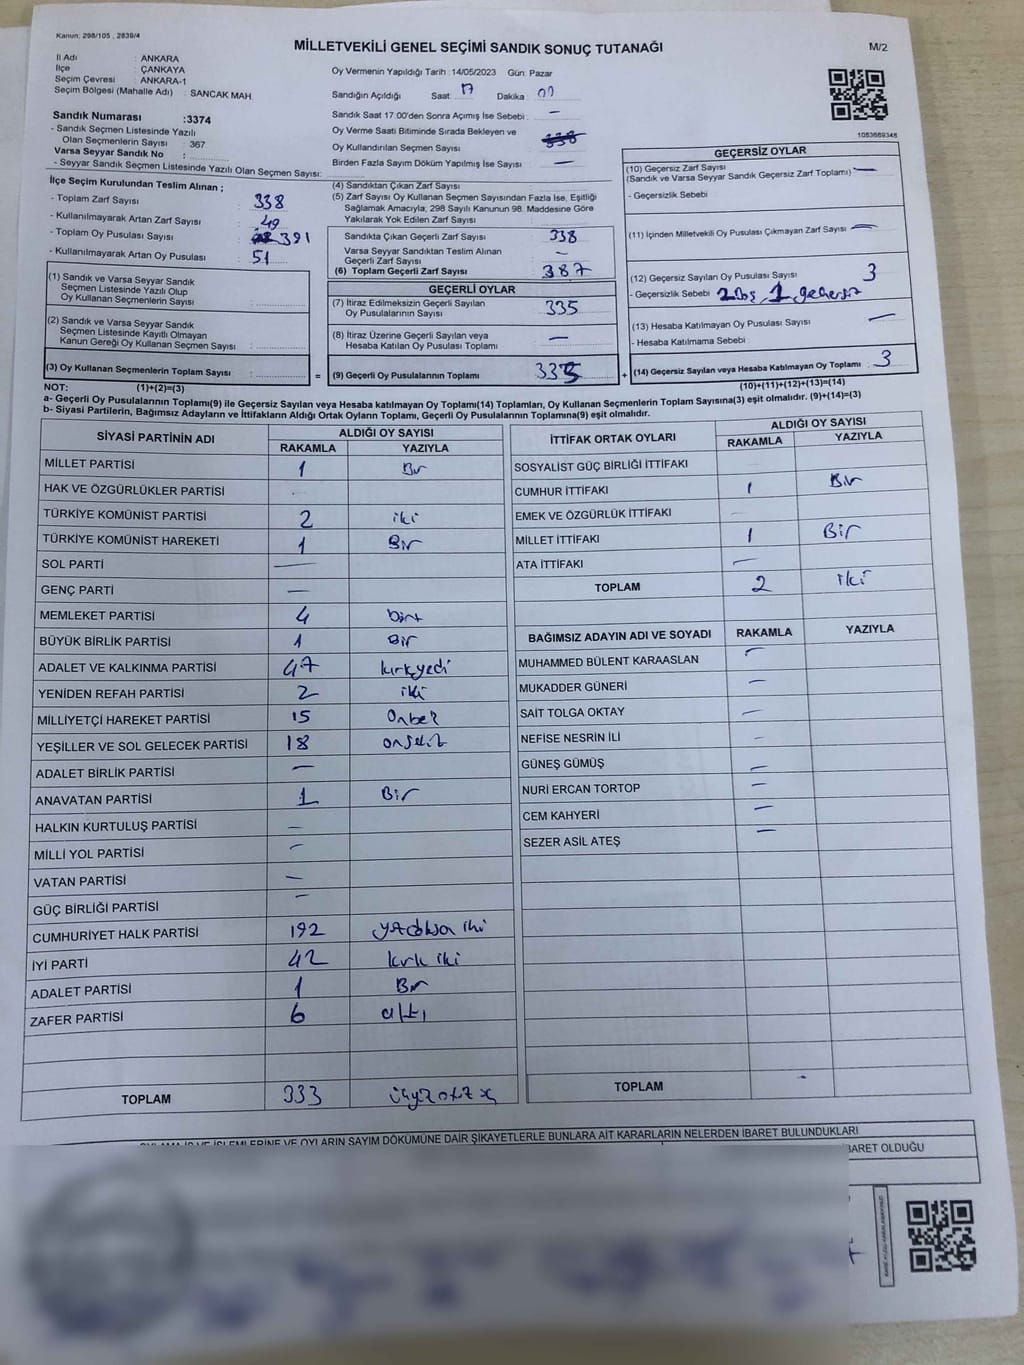 Kanun: 298/105 , 2839/4
MİLLETVEKİLİ GENEL SEÇİMİ SANDIK SONUÇ TUTANAĞI
M/2
İl Adı : ANKARA
İlçe : ÇANKAYA
Seçim Çevresi : ANKARA-1
Seçim Bölgesi (Mahalle Adı) : SANCAK MAH.
Oy Vermenin Yapıldığı Tarih :14/05/2023 Gün: Pazar
Sandığın Açıldığı Saat: 17 Dakika : 00
Sandık Saat 17.00'den Sonra Açımış İse Sebebi : —
Oy Verme Saati Bitiminde Sırada Bekleyen ve
Oy Kullandırılan Seçmen Sayısı
Birden Fazla Sayım Döküm Yapılmış İse Sayısı : —
1083669346
Sandık Numarası :3374
- Sandık Seçmen Listesinde Yazılı
Olan Seçmenlerin Sayısı : 367
Varsa Seyyar Sandık No :
- Seyyar Sandık Seçmen Listesinde Yazılı Olan Seçmen Sayısı:
İlçe Seçim Kurulundan Teslim Alınan ;
- Toplam Zarf Sayısı : 338
- Kullanılmayarak Artan Zarf Sayısı : 49
- Toplam Oy Pusulası Sayısı : 391
- Kullanılmayarak Artan Oy Pusulası : 51
(1) Sandık ve Varsa Seyyar Sandık
Seçmen Listesinde Yazılı Olup
Oy Kullanan Seçmenlerin Sayısı :
(2) Sandık ve Varsa Seyyar Sandık
Seçmen Listesinde Kayıtlı Olmayan
Kanun Gereği Oy Kullanan Seçmen Sayısı :
(3) Oy Kullanan Seçmenlerin Toplam Sayısı :
(1)+(2)=(3)
(4) Sandıktan Çıkan Zarf Sayısı :
(5) Zarf Sayısı Oy Kullanan Seçmen Sayısından Fazla İse, Eşitliği
Sağlamak Amacıyla, 298 Sayılı Kanunun 98. Maddesine Göre
Yakılarak Yok Edilen Zarf Sayısı :
Sandıkta Çıkan Geçerli Zarf Sayısı : 338
Varsa Seyyar Sandıktan Teslim Alınan
Geçerli Zarf Sayısı : —
(6) Toplam Geçerli Zarf Sayısı : 387
GEÇERLİ OYLAR
(7) İtiraz Edilmeksizin Geçerli Sayılan
Oy Pusulalarının Sayısı : 335
(8) İtiraz Üzerine Geçerli Sayılan veya
Hesaba Katılan Oy Pusulası Toplamı : —
= (9) Geçerli Oy Pusulalarının Toplamı : 335
GEÇERSİZ OYLAR
(10) Geçersiz Zarf Sayısı
(Sandık ve Varsa Seyyar Sandık Geçersiz Zarf Toplamı) : —
- Geçersizlik Sebebi :
(11) İçinden Milletvekili Oy Pusulası Çıkmayan Zarf Sayısı : —
(12) Geçersiz Sayılan Oy Pusulası Sayısı : 3
- Geçersizlik Sebebi : 2 Boş, 1 geçersiz
(13) Hesaba Katılmayan Oy Pusulası Sayısı : —
- Hesaba Katılmama Sebebi
+ (14) Geçersiz Sayılan veya Hesaba Katılmayan Oy Toplamı : 3
(10)+(11)+(12)+(13)=(14)
NOT:
a- Geçerli Oy Pusulalarının Toplamı(9) ile Geçersiz Sayılan veya Hesaba katılmayan Oy Toplamı(14) Toplamları, Oy Kullanan Seçmenlerin Toplam Sayısına(3) eşit olmalıdır. (9)+(14)=(3)
b- Siyasi Partilerin, Bağımsız Adayların ve İttifakların Aldığı Ortak Oyların Toplamı, Geçerli Oy Pusulalarının Toplamına(9) eşit olmalıdır.
SİYASİ PARTİNİN ADI ALDIĞI OY SAYISI
RAKAMLA YAZIYLA
MİLLET PARTİSİ 1 Bir
HAK VE ÖZGÜRLÜKLER PARTİSİ
TÜRKİYE KOMÜNİST PARTİSİ 2 iki
TÜRKİYE KOMÜNİST HAREKETİ 1 Bir
SOL PARTİ —
GENÇ PARTİ —
MEMLEKET PARTİSİ 4
BÜYÜK BİRLİK PARTİSİ 1 Bir
ADALET VE KALKINMA PARTİSİ 47 kırkyedi
YENİDEN REFAH PARTİSİ 2 iki
MİLLİYETÇİ HAREKET PARTİSİ 15 Onbeş
YEŞİLLER VE SOL GELECEK PARTİSİ 18 onsekiz
ADALET BİRLİK PARTİSİ —
ANAVATAN PARTİSİ 1 Bir
HALKIN KURTULUŞ PARTİSİ —
MİLLİ YOL PARTİSİ —
VATAN PARTİSİ —
GÜÇ BİRLİĞİ PARTİSİ —
CUMHURİYET HALK PARTİSİ 192 yüzdoksan iki
İYİ PARTİ 42 kırk iki
ADALET PARTİSİ 1 Bir
ZAFER PARTİSİ 6 altı
TOPLAM 333 üçyüz otuz üç
İTTİFAK ORTAK OYLARI ALDIĞI OY SAYISI
RAKAMLA YAZIYLA
SOSYALİST GÜÇ BİRLİĞİ İTTİFAKI
CUMHUR İTTİFAKI 1 Bir
EMEK VE ÖZGÜRLÜK İTTİFAKI —
MİLLET İTTİFAKI 1 Bir
ATA İTTİFAKI —
TOPLAM 2 iki
BAĞIMSIZ ADAYIN ADI VE SOYADI RAKAMLA YAZIYLA
MUHAMMED BÜLENT KARAASLAN —
MUKADDER GÜNERİ —
SAİT TOLGA OKTAY —
NEFİSE NESRİN İLİ —
GÜNEŞ GÜMÜŞ —
NURİ ERCAN TORTOP —
CEM KAHYERİ —
SEZER ASİL ATEŞ —
TOPLAM -
OYLAMA İŞ VE İŞLEMLERİNE VE OYLARIN SAYIM DÖKÜMÜNE DAİR ŞİKAYETLERLE BUNLARA AİT KARARLARIN NELERDEN İBARET BULUNDUKLARI
İBARET OLDUĞU